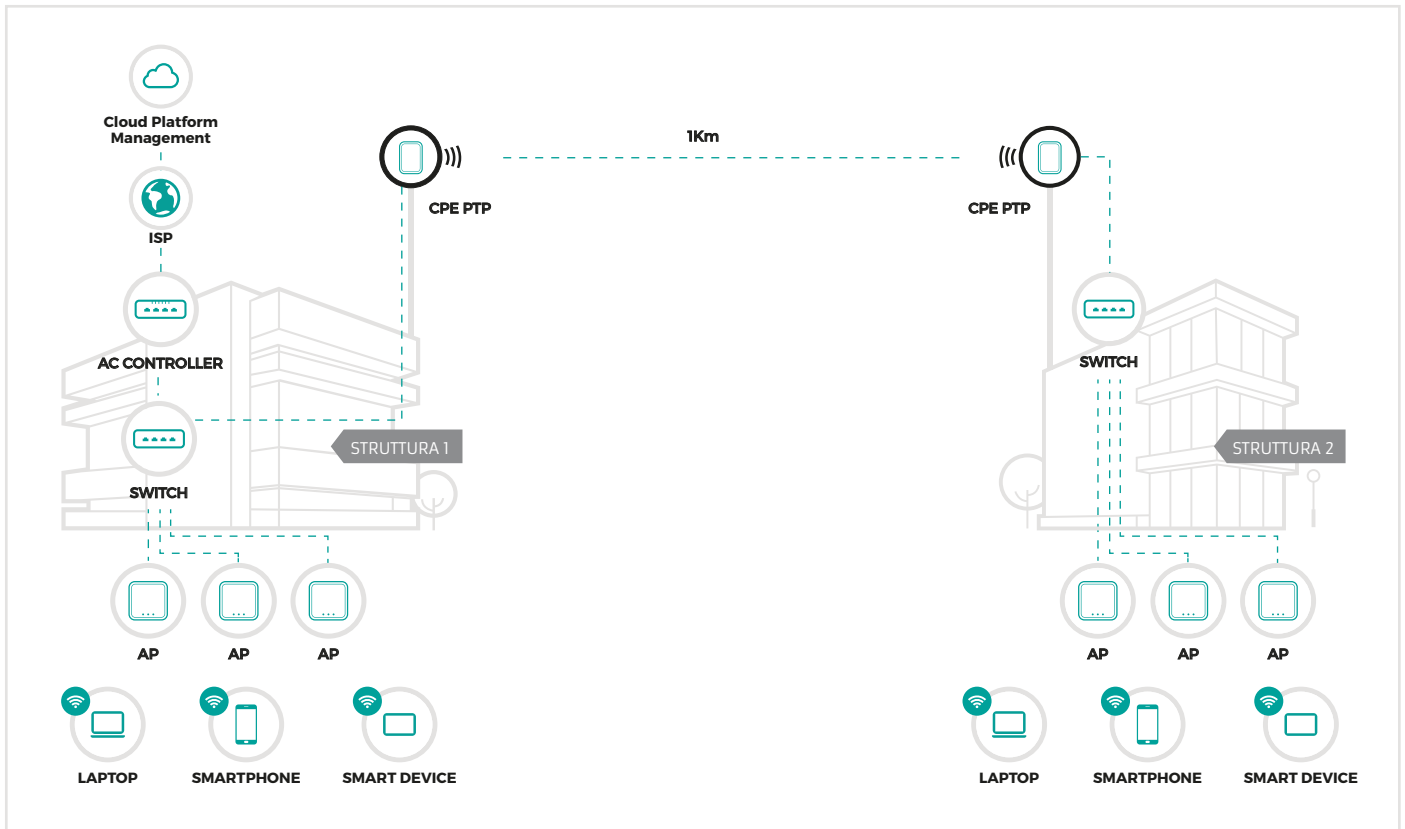 Cloud Platform
Management
ISP
AC CONTROLLER
SWITCH
STRUTTURA 1
AP
AP
AP
LAPTOP
SMARTPHONE
SMART DEVICE
CPE PTP
1Km
CPE PTP
SWITCH
STRUTTURA 2
AP
AP
AP
LAPTOP
SMARTPHONE
SMART DEVICE